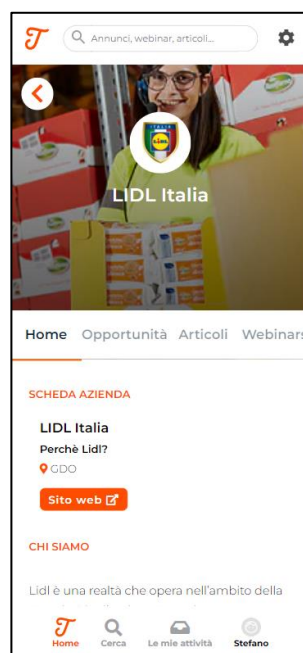 Annunci, webinar, articoli...
ITALIA
LIDL
LIDL Italia
Home Opportunità Articoli Webinars
SCHEDA AZIENDA
LIDL Italia
Perchè Lidl?
GDO
Sito web
CHI SIAMO
Lidl è una realtà che opera nell'ambito della
Home Cerca Le mie attività Stefano